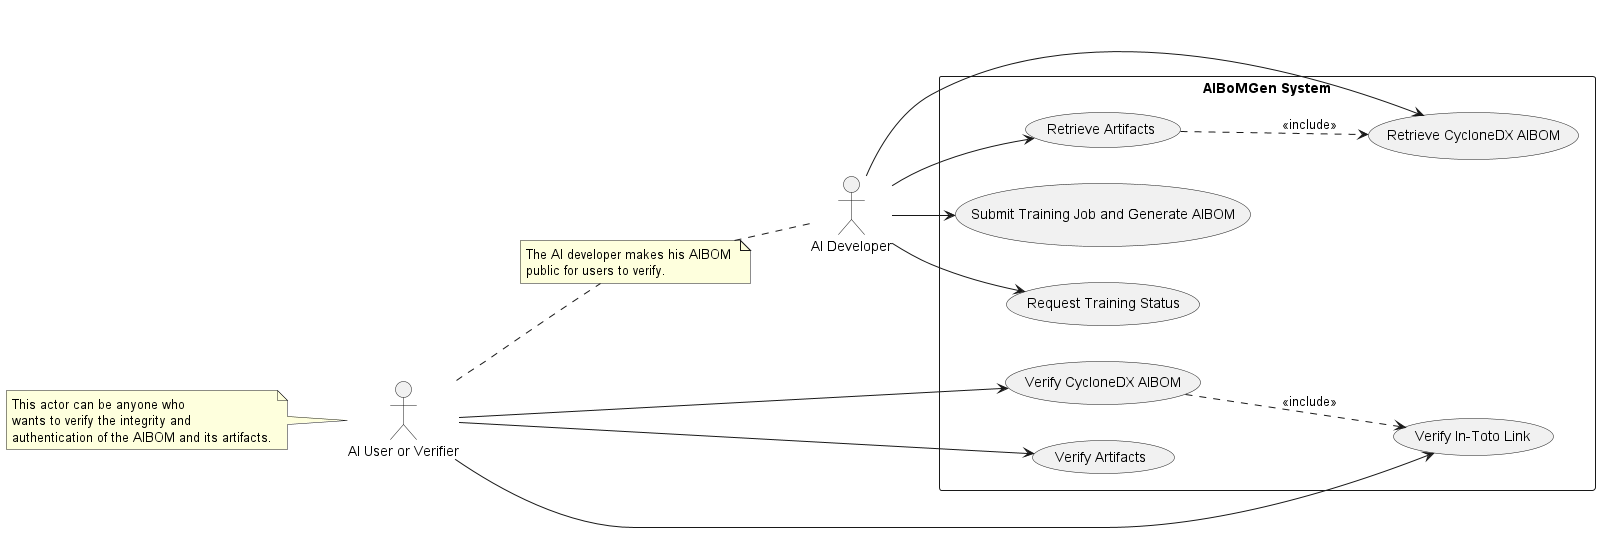 AIBoMGen System
Retrieve Artifacts
«include»
Retrieve CycloneDX AIBOM
Submit Training Job and Generate AIBOM
AI Developer
The AI developer makes his AIBOM
public for users to verify.
Request Training Status
Verify CycloneDX AIBOM
«include»
This actor can be anyone who
wants to verify the integrity and
authentication of the AIBOM and its artifacts.
AI User or Verifier
Verify In-Toto Link
Verify Artifacts